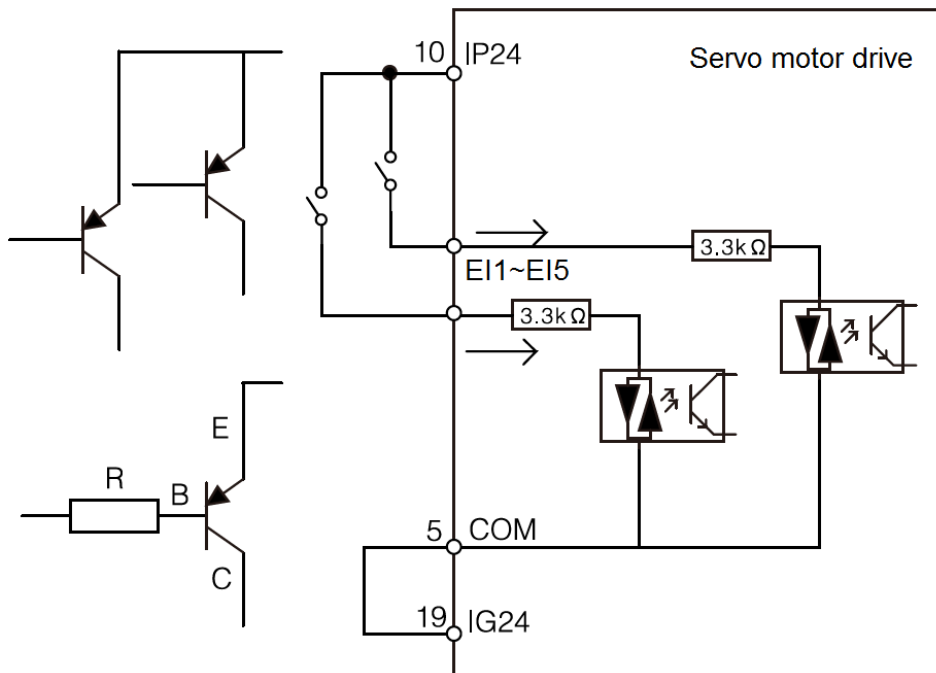 10 IP24
Servo motor drive
3.3kΩ
EI1~EI5
3.3kΩ
E
R
B
C
5 COM
19 IG24